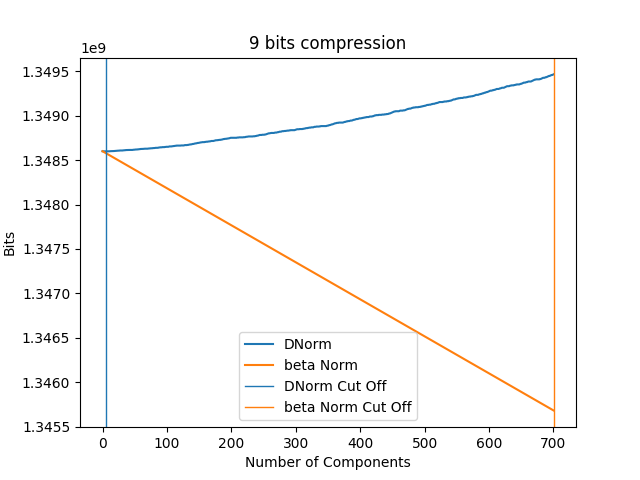 9 bits compression
1e9
1.3495
1.3490
1.3485
1.3480
1.3475
1.3470
1.3465
1.3460
1.3455
Bits
DNorm
beta Norm
DNorm Cut Off
beta Norm Cut Off
0 100 200 300 400 500 600 700
Number of Components